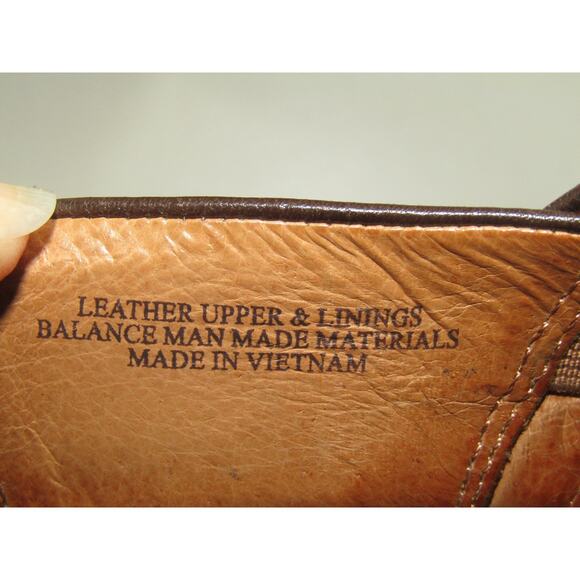 LEATHER UPPER & LININGS
BALANCE MAN MADE MATERIALS
MADE IN VIETNAM